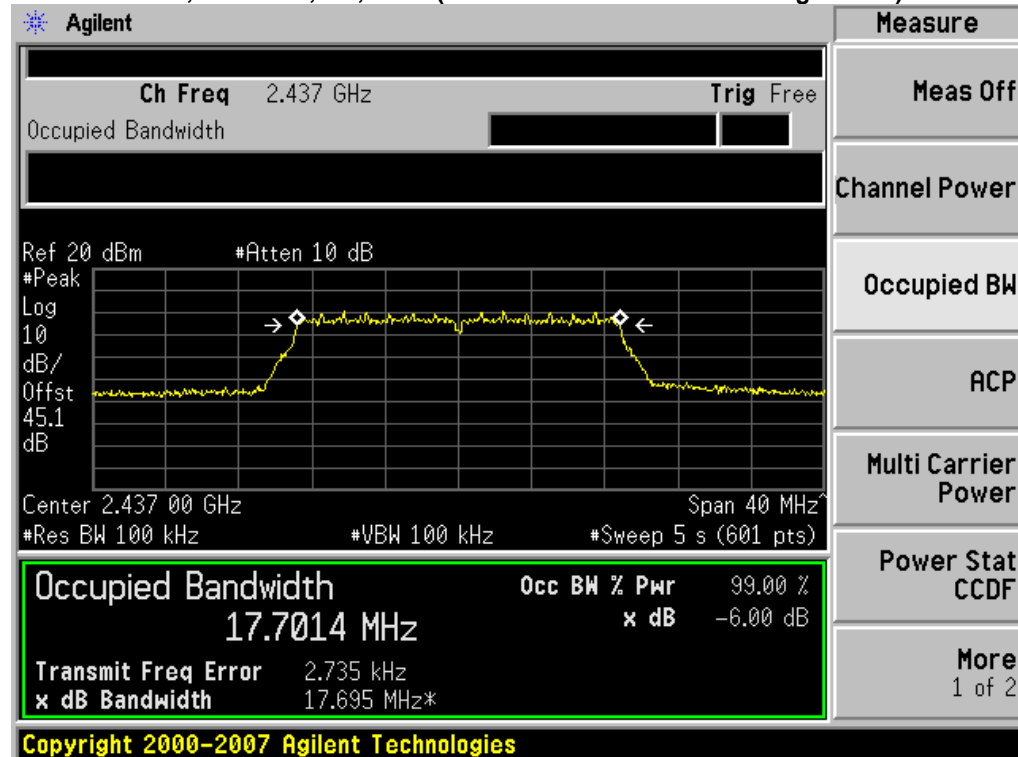 Agilent
Measure
Ch Freq 2.437 GHz Trig Free
Occupied Bandwidth
Meas Off
Channel Power
Occupied BW
ACP
Multi Carrier
Power
Power Stat
CCDF
More
1 of 2
Ref 20 dBm #Atten 10 dB
#Peak
Log
10
dB/
Offst
45.1
dB
Center 2.437 00 GHz Span 40 MHz^
#Res BW 100 kHz #VBW 100 kHz #Sweep 5 s (601 pts)
Occupied Bandwidth
17.7014 MHz
Occ BW % Pwr 99.00 %
x dB -6.00 dB
Transmit Freq Error 2.735 kHz
x dB Bandwidth 17.695 MHz*
Copyright 2000-2007 Agilent Technologies